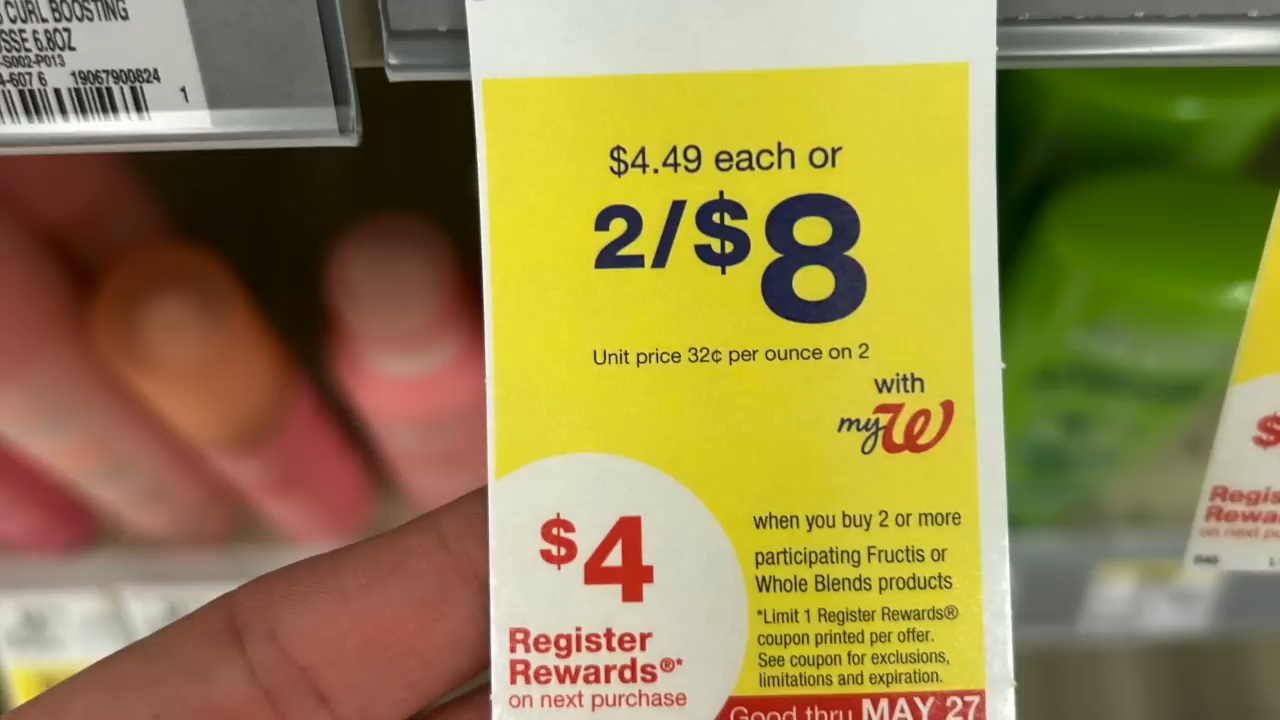 CURL BOOSTING
SSE 6.8OZ
-S002-P013
4-607 6 19067900824
1
$4.49 each or
2/$8
Unit price 32¢ per ounce on 2
with
myW
$4
Register
Rewards®*
on next purchase
when you buy 2 or more
participating Fructis or
Whole Blends products
*Limit 1 Register Rewards®
coupon printed per offer.
See coupon for exclusions,
limitations and expiration.
Good thru MAY 27
$
Regis
Rewa
on next pu